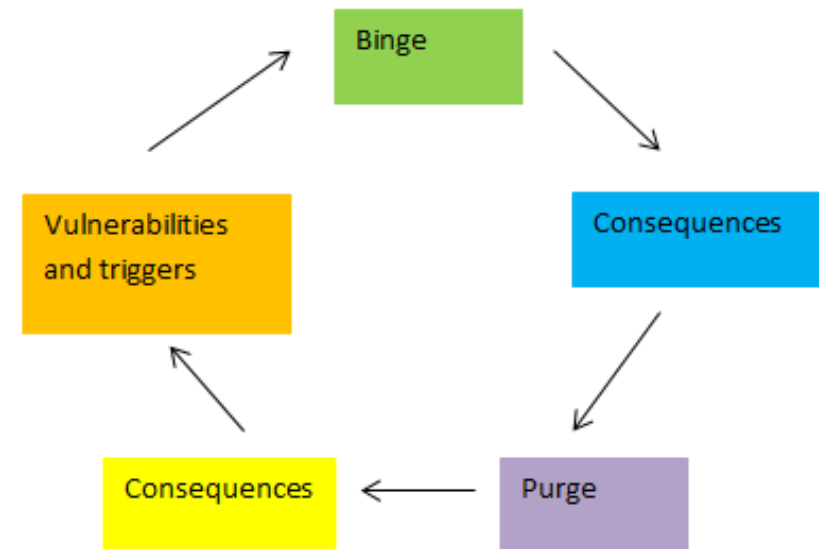 Binge
Consequences
Purge
Consequences
Vulnerabilities
and triggers